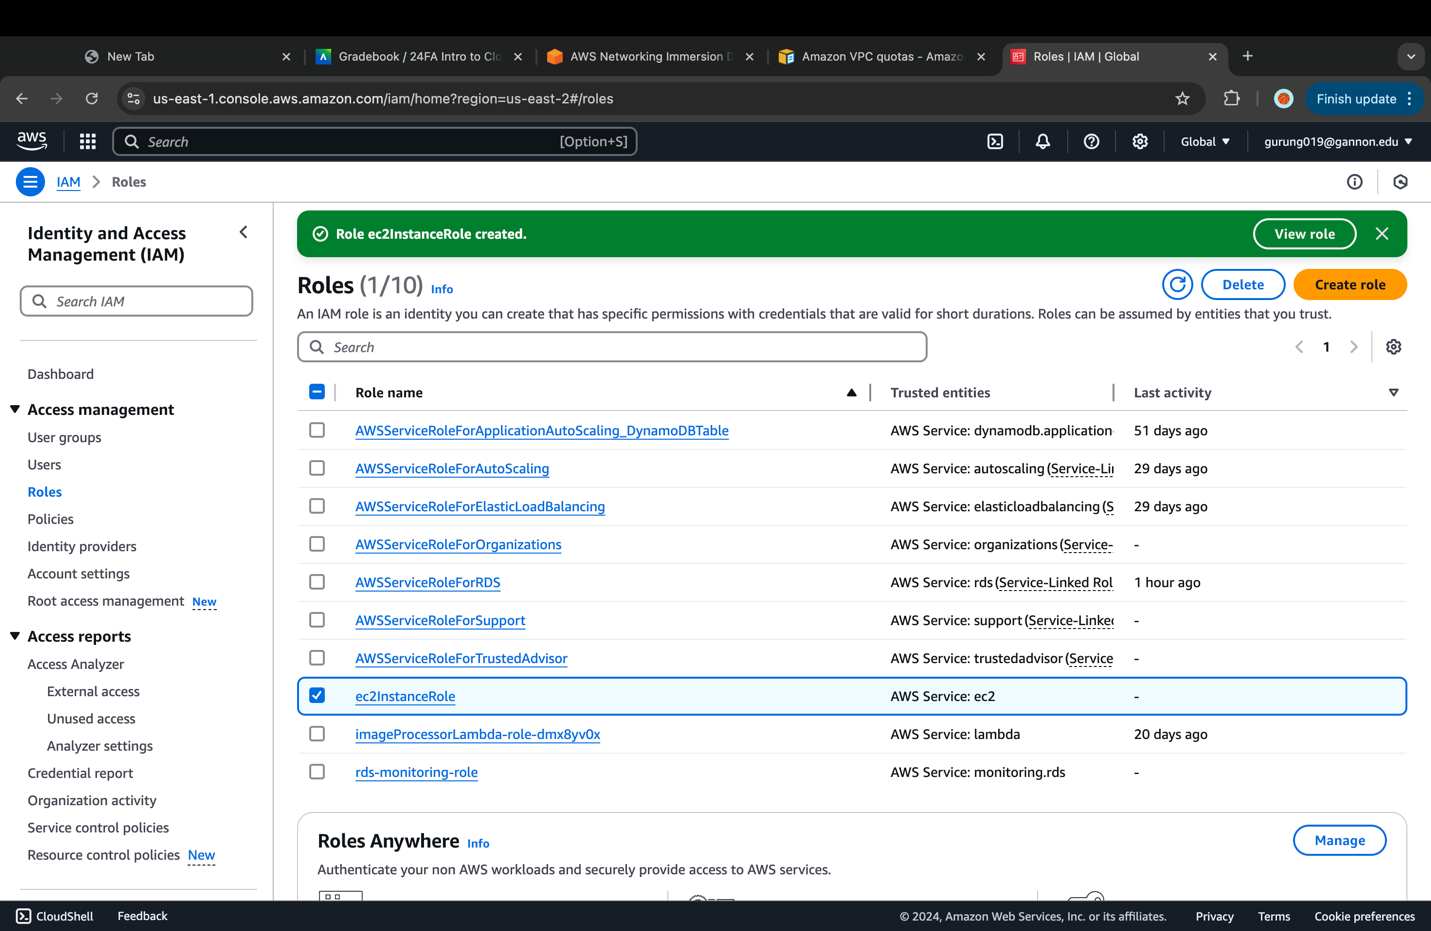 New Tab
Gradebook / 24FA Intro to Clo
AWS Networking Immersion D
Amazon VPC quotas - Amazo
Roles | IAM | Global
us-east-1.console.aws.amazon.com/iam/home?region=us-east-2#/roles
Finish update
aws
Search
[Option+S]
Global
gurung019@gannon.edu
IAM
Roles
Identity and Access
Management (IAM)
Search IAM
Dashboard
Access management
User groups
Users
Roles
Policies
Identity providers
Account settings
Root access management New
Access reports
Access Analyzer
External access
Unused access
Analyzer settings
Credential report
Organization activity
Service control policies
Resource control policies New
Role ec2InstanceRole created.
View role
Roles (1/10) Info
Delete
Create role
An IAM role is an identity you can create that has specific permissions with credentials that are valid for short durations. Roles can be assumed by entities that you trust.
Search
1
Role name Trusted entities Last activity
AWSServiceRoleForApplicationAutoScaling_DynamoDBTable AWS Service: dynamodb.application- 51 days ago
AWSServiceRoleForAutoScaling AWS Service: autoscaling (Service-Li 29 days ago
AWSServiceRoleForElasticLoadBalancing AWS Service: elasticloadbalancing (S 29 days ago
AWSServiceRoleForOrganizations AWS Service: organizations (Service- -
AWSServiceRoleForRDS AWS Service: rds (Service-Linked Rol 1 hour ago
AWSServiceRoleForSupport AWS Service: support (Service-Linke -
AWSServiceRoleForTrustedAdvisor AWS Service: trustedadvisor (Service -
ec2InstanceRole AWS Service: ec2 -
imageProcessorLambda-role-dmx8yv0x AWS Service: lambda 20 days ago
rds-monitoring-role AWS Service: monitoring.rds -
Roles Anywhere Info
Manage
Authenticate your non AWS workloads and securely provide access to AWS services.
CloudShell
Feedback
© 2024, Amazon Web Services, Inc. or its affiliates.
Privacy
Terms
Cookie preferences